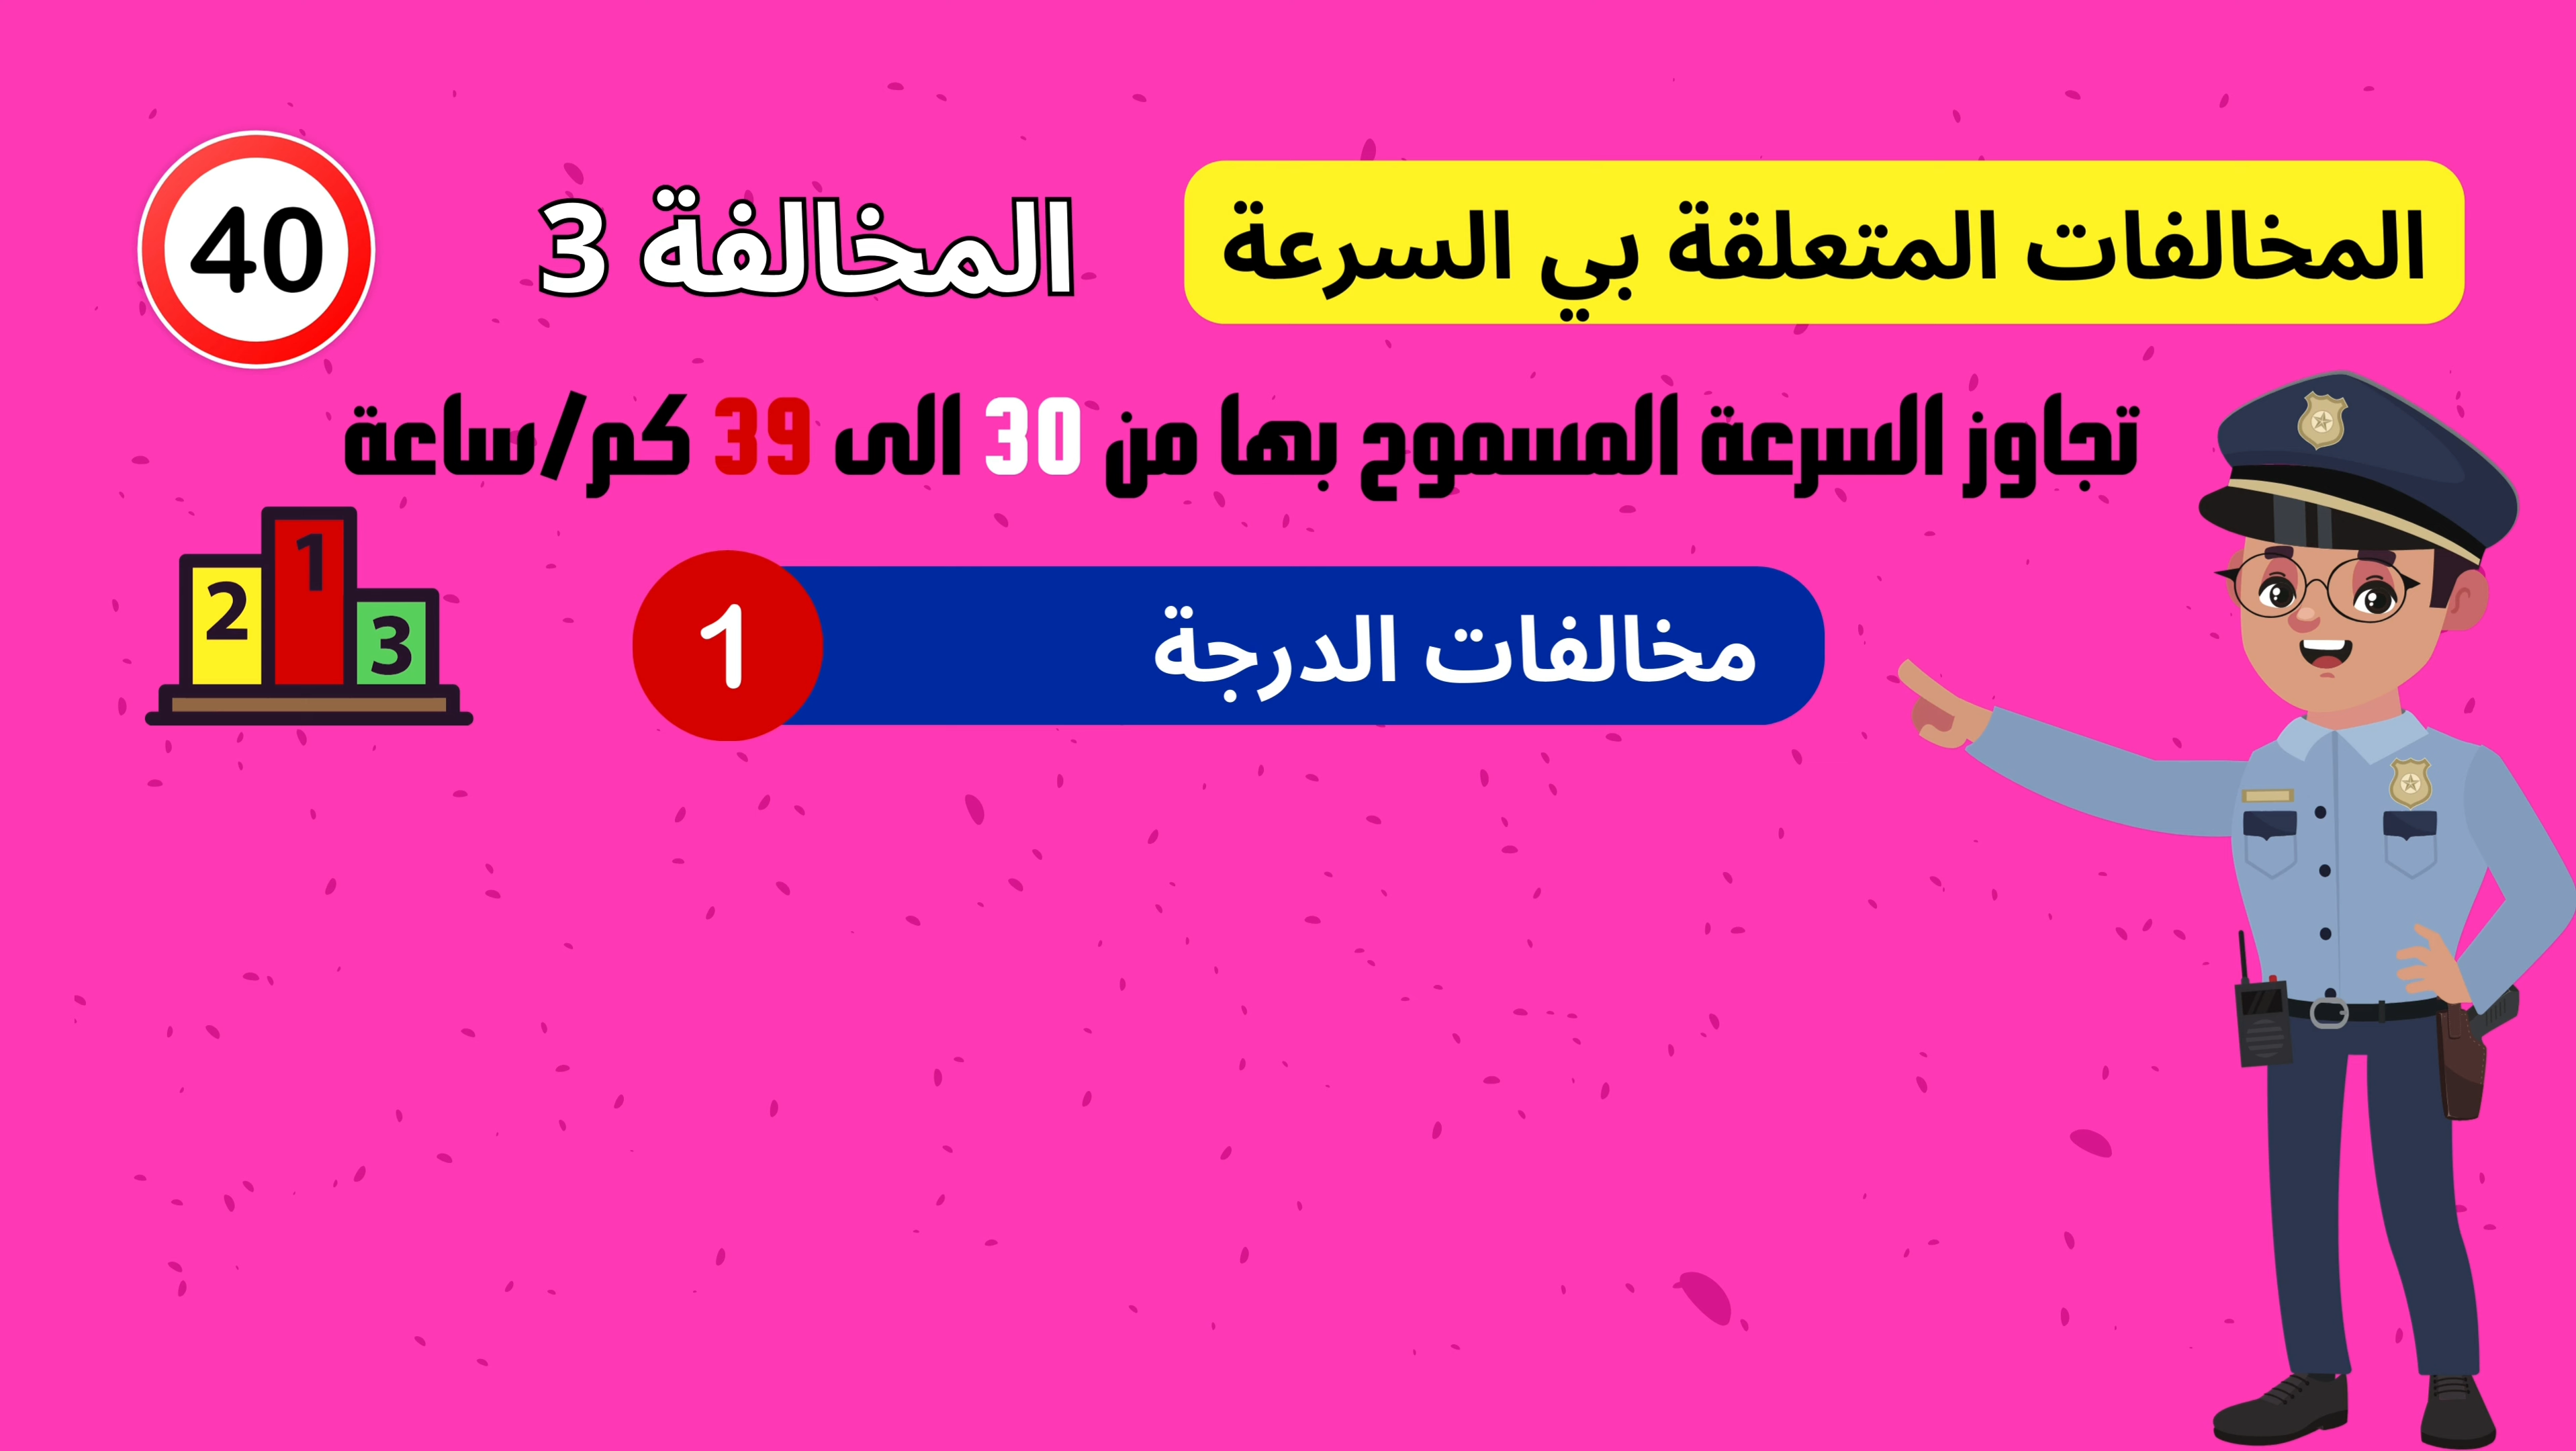 المخالفات المتعلقة بي السرعة
المخالفة 3
40
تجاوز السرعة المسموح بها من 30 الى 39 كم/ساعة
مخالفات الدرجة 1
2 1 3